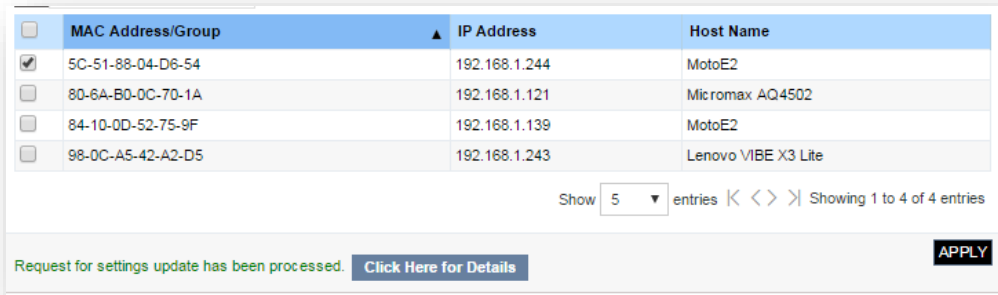 MAC Address/Group IP Address Host Name
5C-51-88-04-D6-54 192.168.1.244 MotoE2
80-6A-B0-0C-70-1A 192.168.1.121 Micromax AQ4502
84-10-0D-52-75-9F 192.168.1.139 MotoE2
98-0C-A5-42-A2-D5 192.168.1.243 Lenovo VIBE X3 Lite
Show 5 entries Showing 1 to 4 of 4 entries
APPLY
Request for settings update has been processed. Click Here for Details